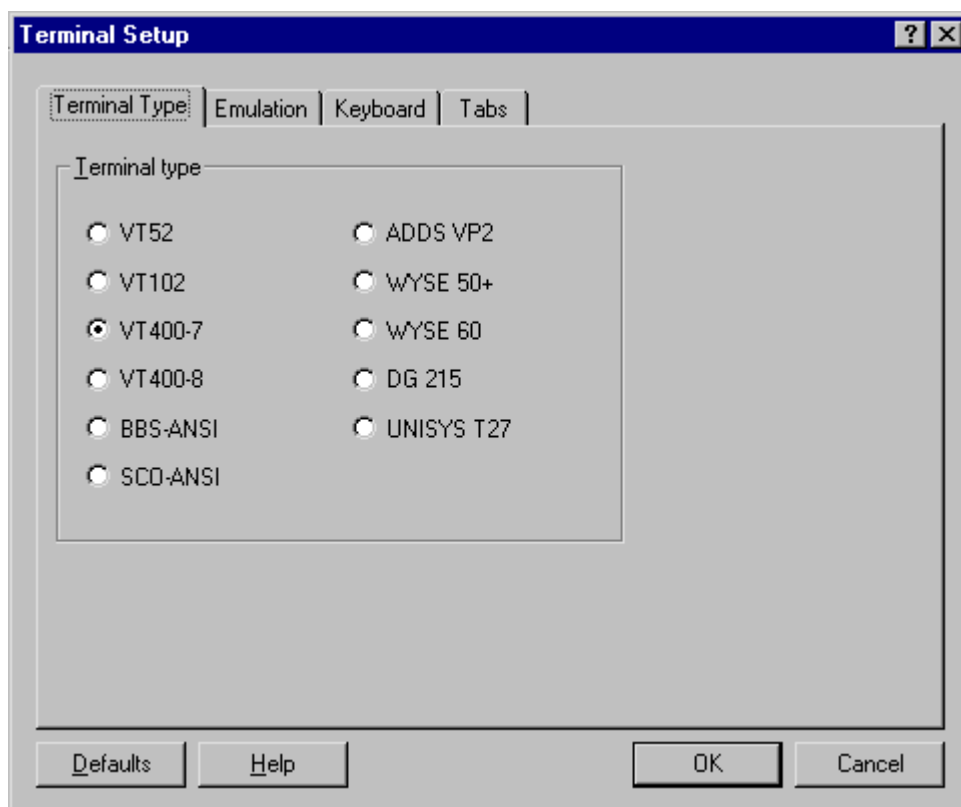 Terminal Setup
Terminal Type Emulation Keyboard Tabs
Terminal type
VT52 ADDS VP2
VT102 WYSE 50+
VT400-7 WYSE 60
VT400-8 DG 215
BBS-ANSI UNISYS T27
SCO-ANSI
Defaults Help OK Cancel